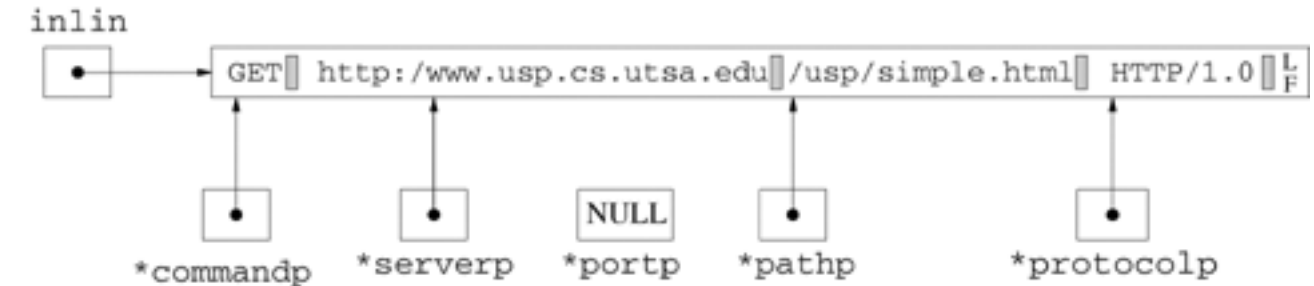 inlin
GET http:/www.usp.cs.utsa.edu /usp/simple.html HTTP/1.0 LF
NULL
*commandp *serverp *portp *pathp *protocolp